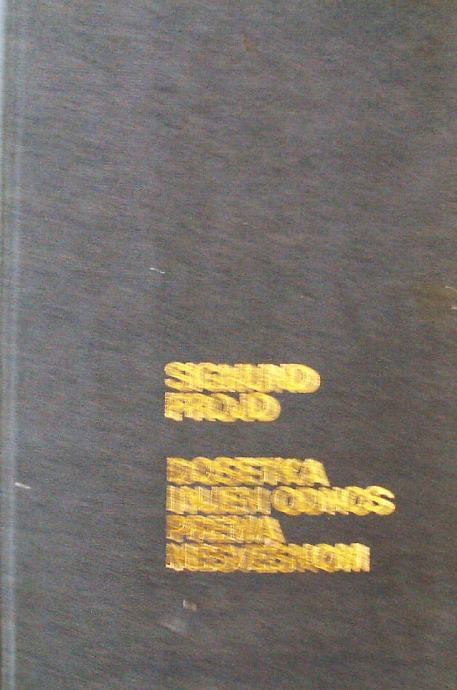 SIGMUND
FROJD
DOSETKA
I NJEN ODNOS
PREMA
NESVESNOM